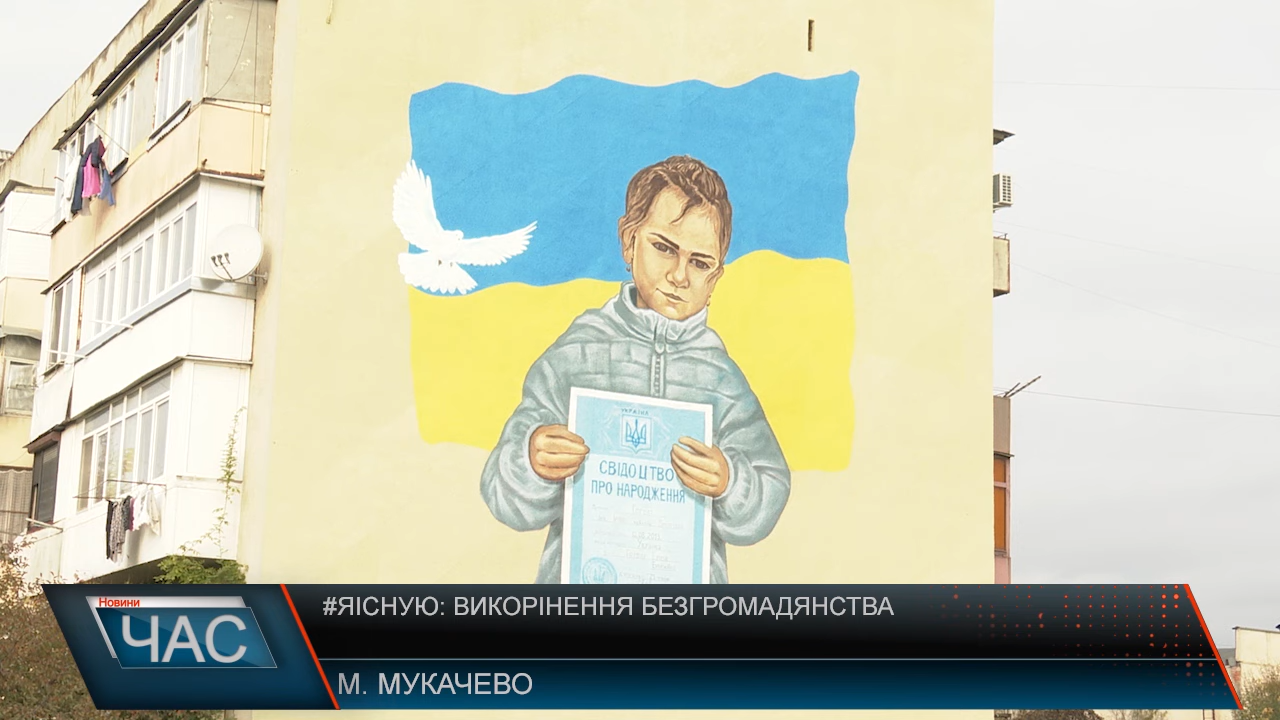 УКРАЇНА
СВІДОЦТВО
ПРО НАРОДЖЕННЯ
#ЯІСНУЮ: ВИКОРІНЕННЯ БЕЗГРОМАДЯНСТВА
Новини
ЧАС
М. МУКАЧЕВО